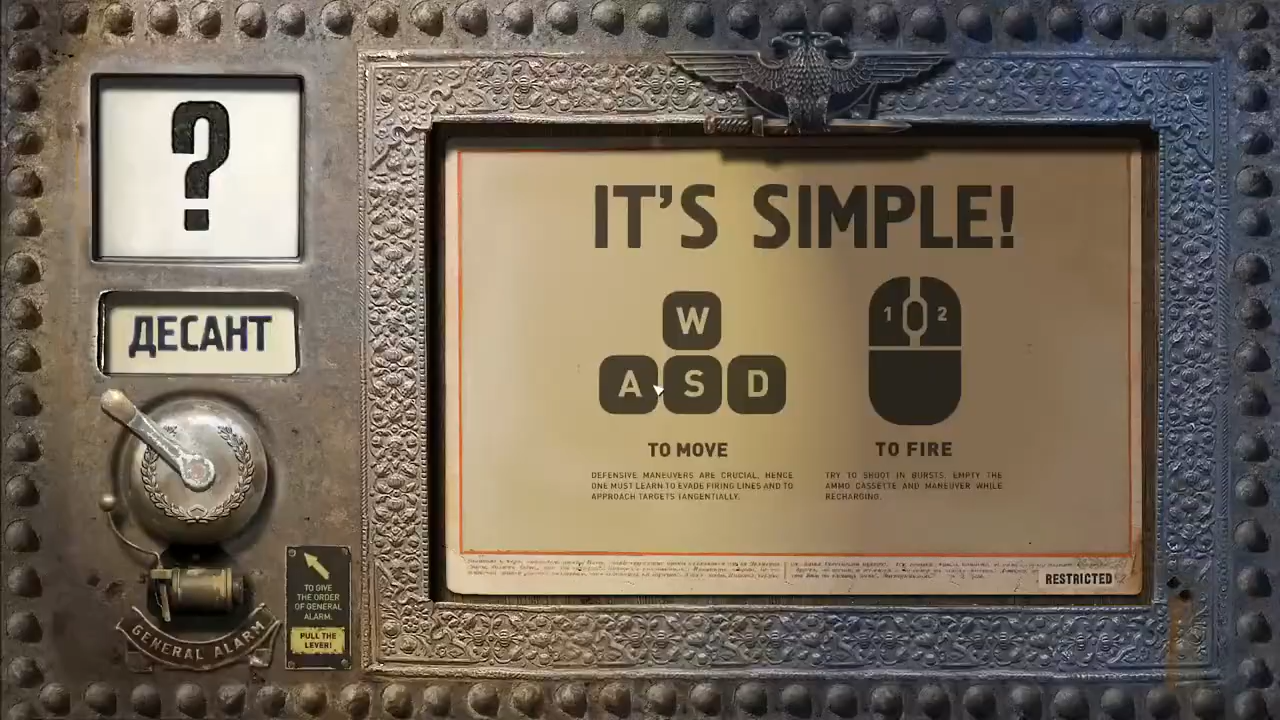 ?
ДЕСАНТ
GENERAL ALARM
TO GIVE
THE ORDER
OF GENERAL
ALARM.
PULL THE
LEVER!
IT'S SIMPLE!
1 2
W
A S D
TO MOVE
DEFENSIVE MANEUVERS ARE CRUCIAL, HENCE
ONE MUST LEARN TO EVADE FIRING LINES AND TO
APPROACH TARGETS TANGENTIALLY.
TO FIRE
TRY TO SHOOT IN BURSTS. EMPTY THE
AMMO CASSETTE AND MANEUVER WHILE
RECHARGING.
RESTRICTED